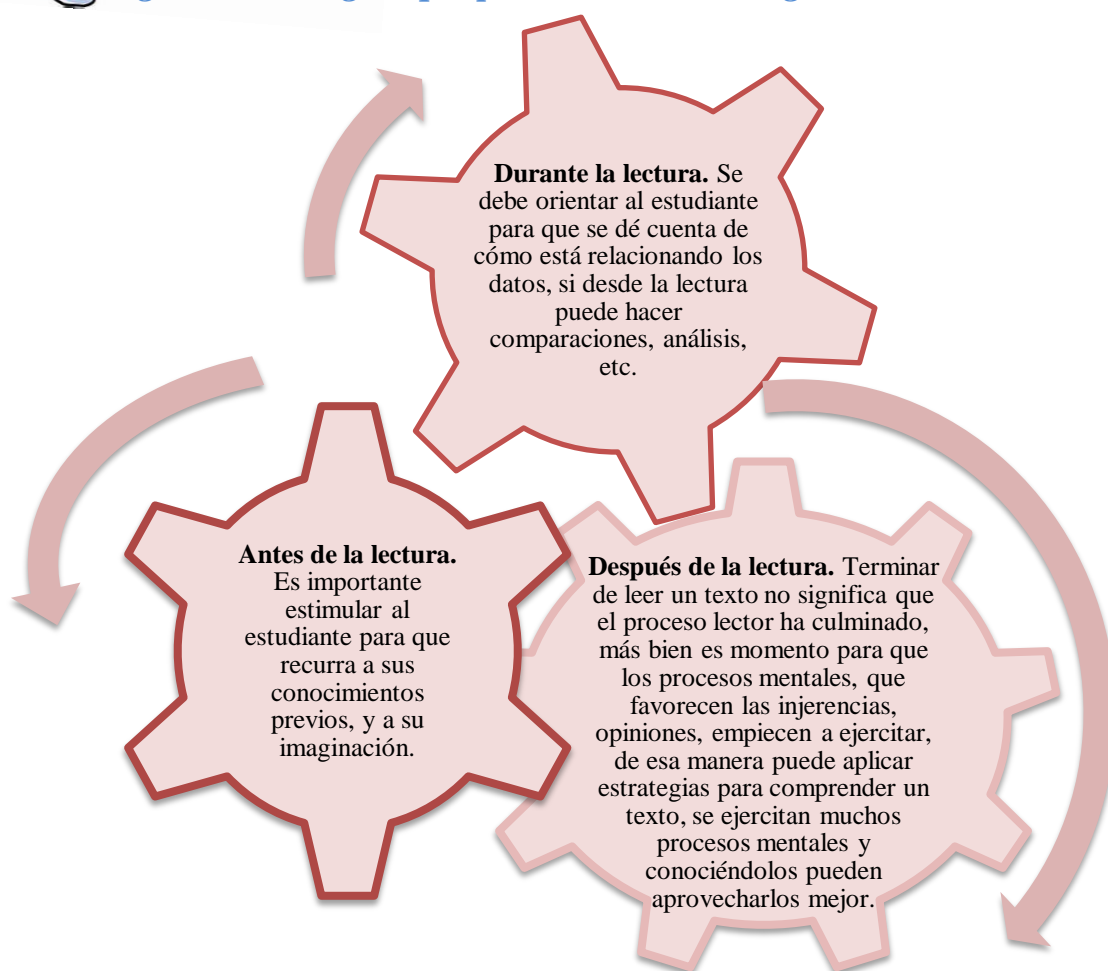 Durante la lectura. Se
debe orientar al estudiante
para que se dé cuenta de
cómo está relacionando los
datos, si desde la lectura
puede hacer
comparaciones, análisis,
etc.
Antes de la lectura.
Es importante
estimular al
estudiante para que
recurra a sus
conocimientos
previos, y a su
imaginación.
Después de la lectura. Terminar
de leer un texto no significa que
el proceso lector ha culminado,
más bien es momento para que
los procesos mentales, que
favorecen las injerencias,
opiniones, empiecen a ejercitar,
de esa manera puede aplicar
estrategias para comprender un
texto, se ejercitan muchos
procesos mentales y
conociéndolos pueden
aprovecharlos mejor.